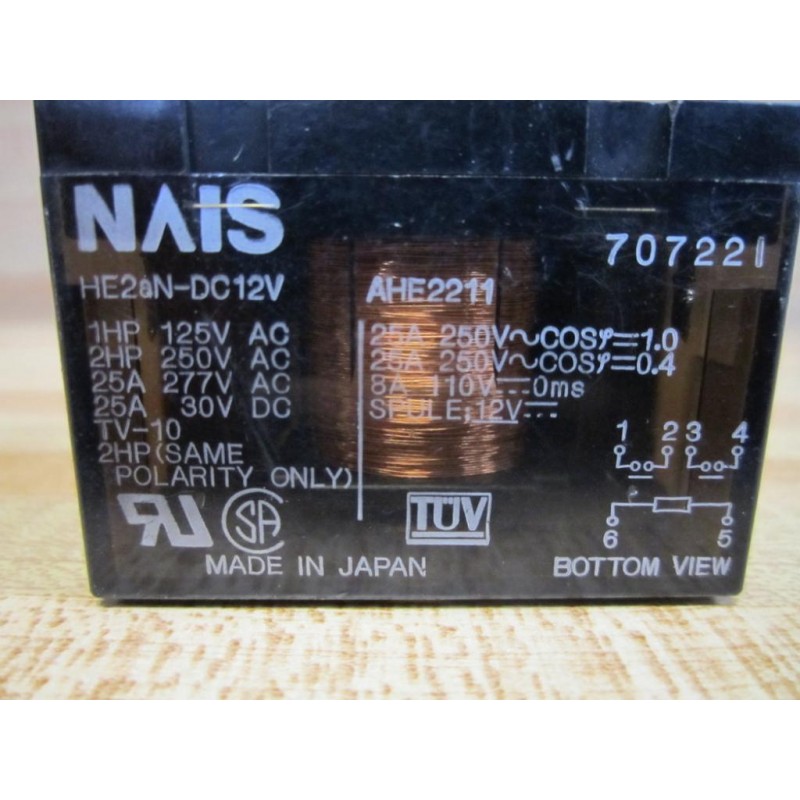 NAIS
707221
HE2aN-DC12V
AHE2211
1HP 125V AC
2HP 250V AC
25A 277V AC
25A 30V DC
TV-10
2HP(SAME
POLARITY ONLY)
25A 250V~COSφ=1.0
25A 250V~COSφ=0.4
8A 110V⎓0ms
SPULE;12V⎓
1 2 3 4
6 5
RU
SA
TÜV
MADE IN JAPAN
BOTTOM VIEW